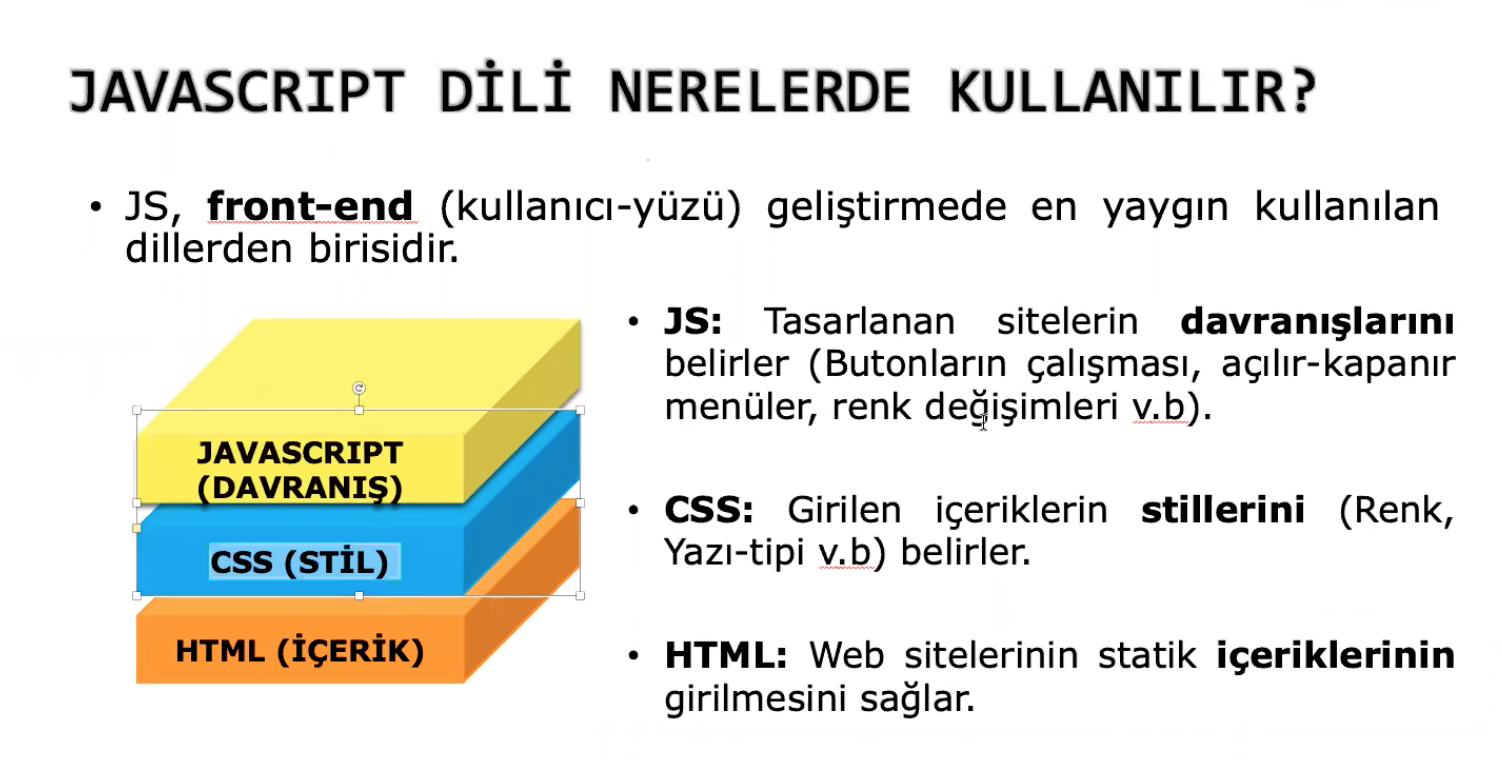 JAVASCRIPT DİLİ NERELERDE KULLANILIR?
• JS, front-end (kullanıcı-yüzü) geliştirmede en yaygın kullanılan
dillerden birisidir.
JAVASCRIPT
(DAVRANIŞ)
CSS (STİL)
HTML (İÇERİK)
• JS: Tasarlanan sitelerin davranışlarını
belirler (Butonların çalışması, açılır-kapanır
menüler, renk değişimleri v.b).
• CSS: Girilen içeriklerin stillerini (Renk,
Yazı-tipi v.b) belirler.
• HTML: Web sitelerinin statik içeriklerinin
girilmesini sağlar.